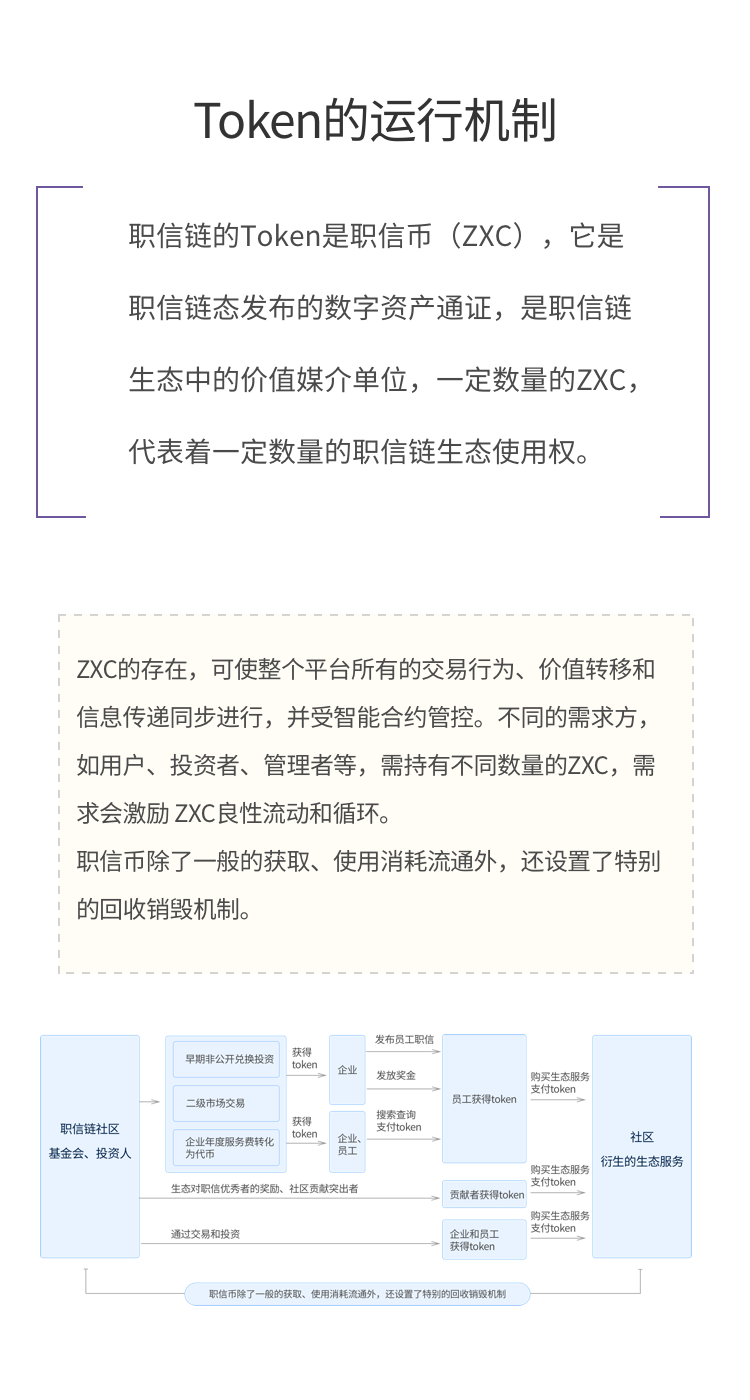 Token的运行机制
职信链的Token是职信币（ZXC），它是
职信链态发布的数字资产通证，是职信链
生态中的价值媒介单位，一定数量的ZXC，
代表着一定数量的职信链生态使用权。
ZXC的存在，可使整个平台所有的交易行为、价值转移和
信息传递同步进行，并受智能合约管控。不同的需求方，
如用户、投资者、管理者等，需持有不同数量的ZXC，需
求会激励 ZXC良性流动和循环。
职信币除了一般的获取、使用消耗流通外，还设置了特别
的回收销毁机制。
职信链社区
基金会、投资人
早期非公开兑换投资
二级市场交易
企业年度服务费转化
为代币
获得
token
获得
token
企业
企业、
员工
发布员工职信
发放奖金
搜索查询
支付token
员工获得token
购买生态服务
支付token
社区
衍生的生态服务
生态对职信优秀者的奖励、社区贡献突出者
贡献者获得token
购买生态服务
支付token
通过交易和投资
企业和员工
获得token
购买生态服务
支付token
职信币除了一般的获取、使用消耗流通外，还设置了特别的回收销毁机制